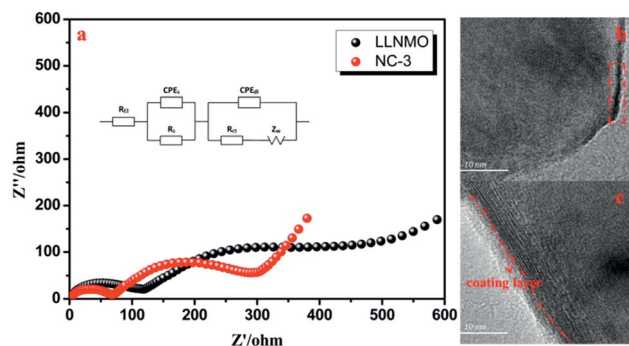 a
LLNMO
NC-3
CPEs
CPEdl
RΩ
Rs
Rct
Zw
Z''/ohm
600
500
400
300
200
100
0
0 100 200 300 400 500 600
Z'/ohm
b
10 nm
c
coating layer
10 nm